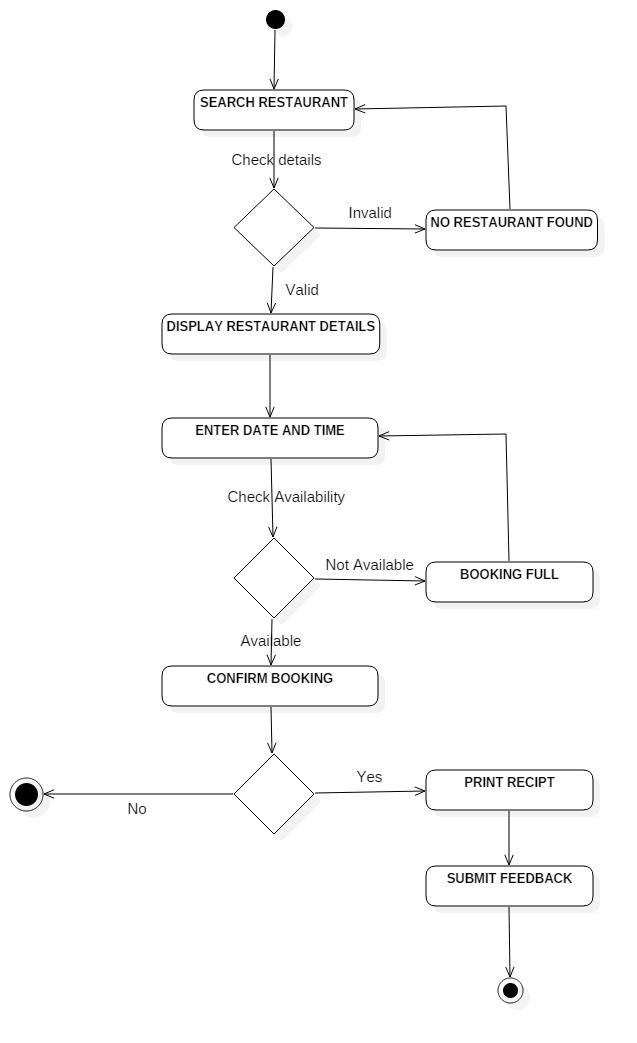 SEARCH RESTAURANT
Check details
Invalid
NO RESTAURANT FOUND
Valid
DISPLAY RESTAURANT DETAILS
ENTER DATE AND TIME
Check Availability
Not Available
BOOKING FULL
Available
CONFIRM BOOKING
Yes
PRINT RECIPT
No
SUBMIT FEEDBACK